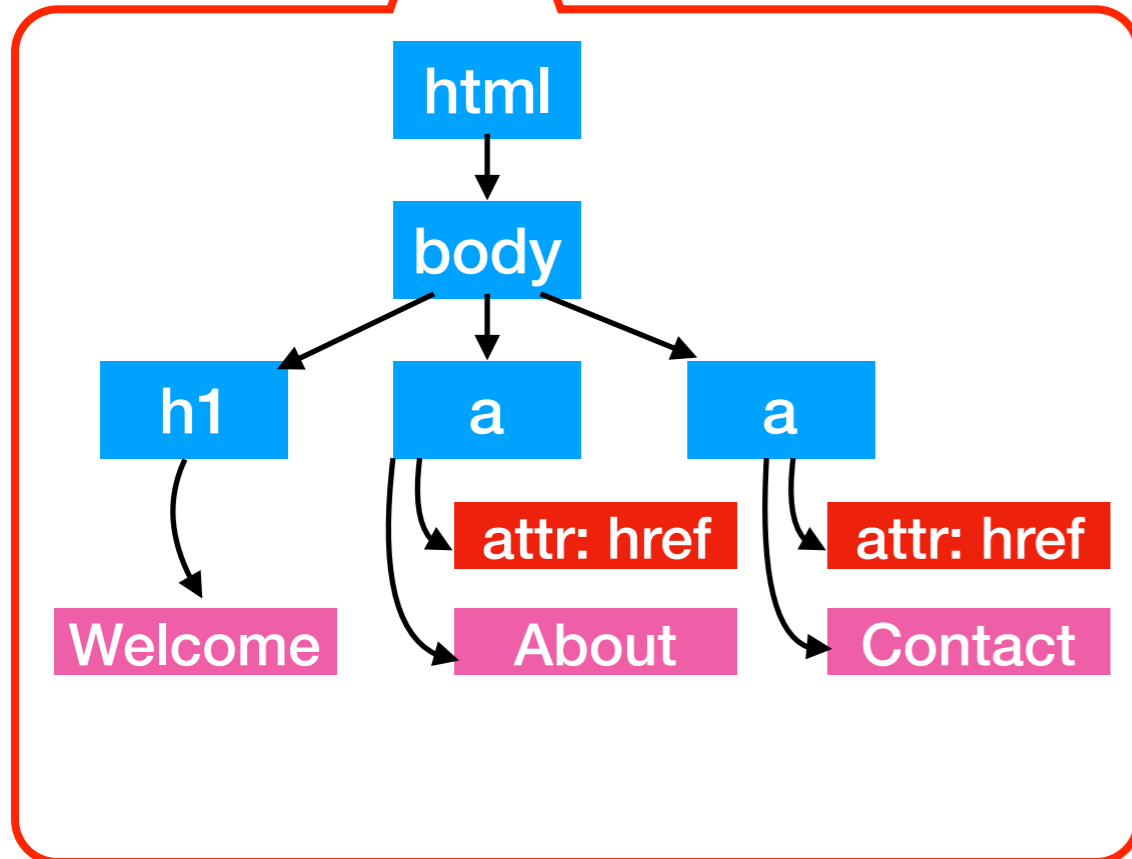 html
body
h1
a
a
attr: href
attr: href
Welcome
About
Contact